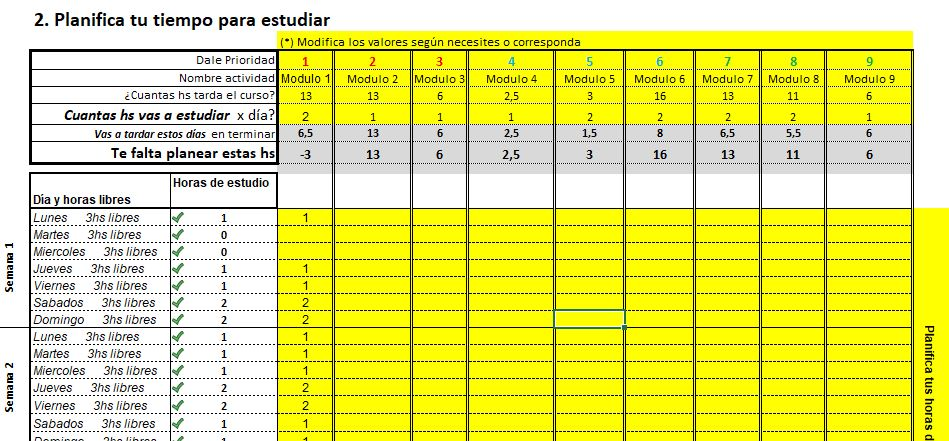 2. Planifica tu tiempo para estudiar
(*) Modifica los valores según necesites o corresponda
Dale Prioridad 1 2 3 4 5 6 7 8 9
Nombre actividad Modulo 1 Modulo 2 Modulo 3 Modulo 4 Modulo 5 Modulo 6 Modulo 7 Modulo 8 Modulo 9
¿Cuantas hs tarda el curso? 13 13 6 2,5 3 16 13 11 6
Cuantas hs vas a estudiar x día? 2 1 1 1 2 2 2 2 1
Vas a tardar estos días en terminar 6,5 13 6 2,5 1,5 8 6,5 5,5 6
Te falta planear estas hs -3 13 6 2,5 3 16 13 11 6
Día y horas libres Horas de estudio
Semana 1
Lunes 3hs libres 1 1
Martes 3hs libres 0
Miercoles 3hs libres 0
Jueves 3hs libres 1 1
Viernes 3hs libres 1 1
Sabados 3hs libres 2 2
Domingo 3hs libres 2 2
Semana 2
Lunes 3hs libres 1 1
Martes 3hs libres 1 1
Miercoles 3hs libres 1 1
Jueves 3hs libres 2 2
Viernes 3hs libres 2 2
Sabados 3hs libres 1 1
Planifica tus horas d